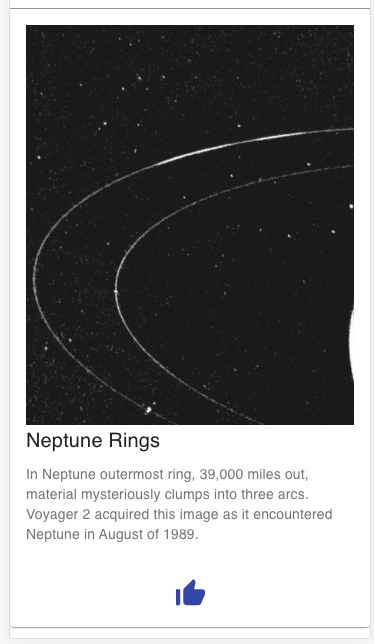 Neptune Rings
In Neptune outermost ring, 39,000 miles out,
material mysteriously clumps into three arcs.
Voyager 2 acquired this image as it encountered
Neptune in August of 1989.